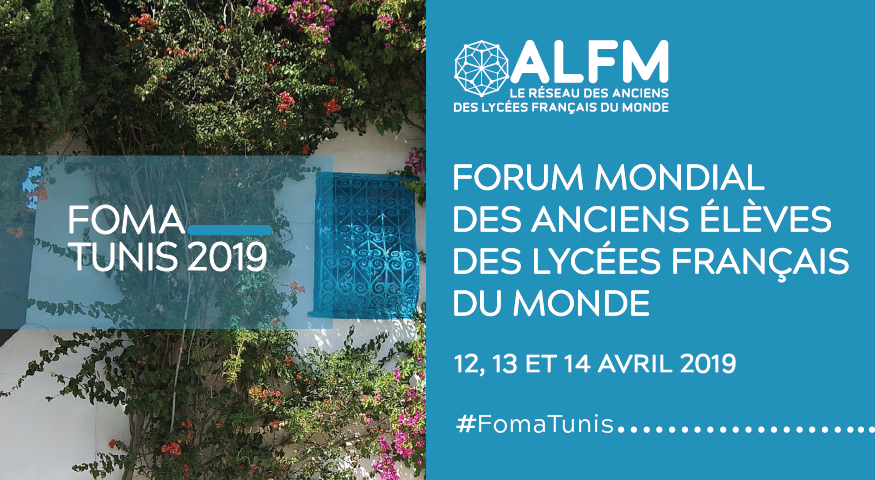 FOMA
TUNIS 2019
ALFM
LE RÉSEAU DES ANCIENS
DES LYCÉES FRANÇAIS DU MONDE
FORUM MONDIAL
DES ANCIENS ÉLÈVES
DES LYCÉES FRANÇAIS
DU MONDE
12, 13 ET 14 AVRIL 2019
#FomaTunis